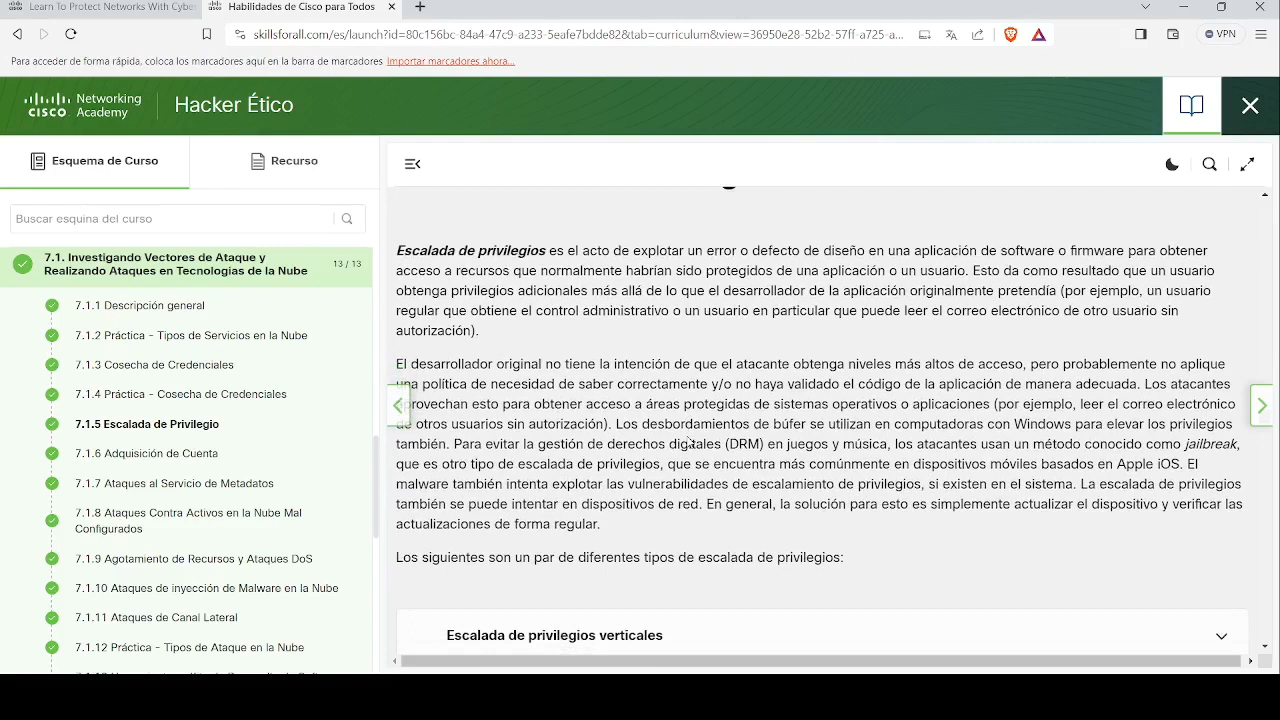 Learn To Protect Networks With Cyber
Habilidades de Cisco para Todos
skillsforall.com/es/launch?id=80c156bc-84a4-47c9-a233-5eafe7bdde82&tab=curriculum&view=36950e28-52b2-57ff-a725-a...
VPN
Para acceder de forma rápida, coloca los marcadores aquí en la barra de marcadores Importar marcadores ahora...
CISCO Networking Academy
Hacker Ético
Esquema de Curso
Recurso
Buscar esquina del curso
7.1. Investigando Vectores de Ataque y
Realizando Ataques en Tecnologías de la Nube
13 / 13
7.1.1 Descripción general
7.1.2 Práctica - Tipos de Servicios en la Nube
7.1.3 Cosecha de Credenciales
7.1.4 Práctica - Cosecha de Credenciales
7.1.5 Escalada de Privilegio
7.1.6 Adquisición de Cuenta
7.1.7 Ataques al Servicio de Metadatos
7.1.8 Ataques Contra Activos en la Nube Mal
Configurados
7.1.9 Agotamiento de Recursos y Ataques DoS
7.1.10 Ataques de inyección de Malware en la Nube
7.1.11 Ataques de Canal Lateral
7.1.12 Práctica - Tipos de Ataque en la Nube
Escalada de privilegios es el acto de explotar un error o defecto de diseño en una aplicación de software o firmware para obtener
acceso a recursos que normalmente habrían sido protegidos de una aplicación o un usuario. Esto da como resultado que un usuario
obtenga privilegios adicionales más allá de lo que el desarrollador de la aplicación originalmente pretendía (por ejemplo, un usuario
regular que obtiene el control administrativo o un usuario en particular que puede leer el correo electrónico de otro usuario sin
autorización).
El desarrollador original no tiene la intención de que el atacante obtenga niveles más altos de acceso, pero probablemente no aplique
una política de necesidad de saber correctamente y/o no haya validado el código de la aplicación de manera adecuada. Los atacantes
aprovechan esto para obtener acceso a áreas protegidas de sistemas operativos o aplicaciones (por ejemplo, leer el correo electrónico
de otros usuarios sin autorización). Los desbordamientos de búfer se utilizan en computadoras con Windows para elevar los privilegios
también. Para evitar la gestión de derechos digitales (DRM) en juegos y música, los atacantes usan un método conocido como jailbreak,
que es otro tipo de escalada de privilegios, que se encuentra más comúnmente en dispositivos móviles basados en Apple iOS. El
malware también intenta explotar las vulnerabilidades de escalamiento de privilegios, si existen en el sistema. La escalada de privilegios
también se puede intentar en dispositivos de red. En general, la solución para esto es simplemente actualizar el dispositivo y verificar las
actualizaciones de forma regular.
Los siguientes son un par de diferentes tipos de escalada de privilegios:
Escalada de privilegios verticales